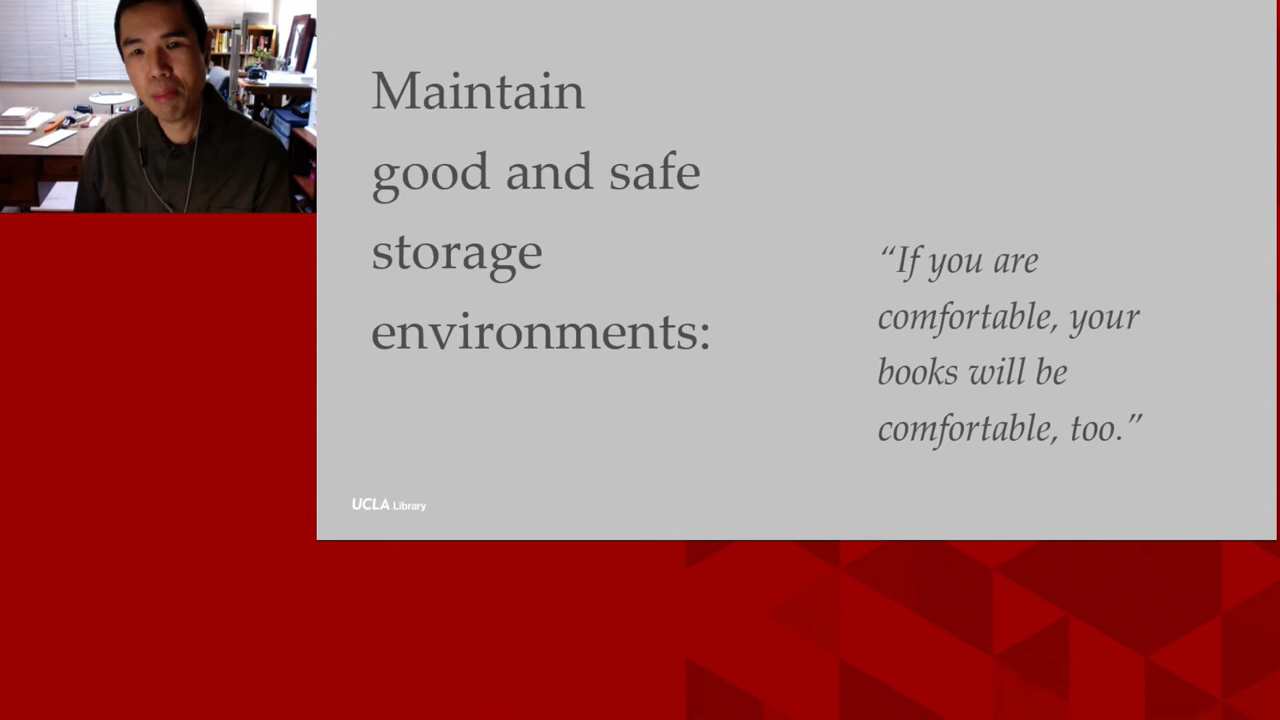 Maintain
good and safe
storage
environments:
“If you are
comfortable, your
books will be
comfortable, too.”
UCLA Library